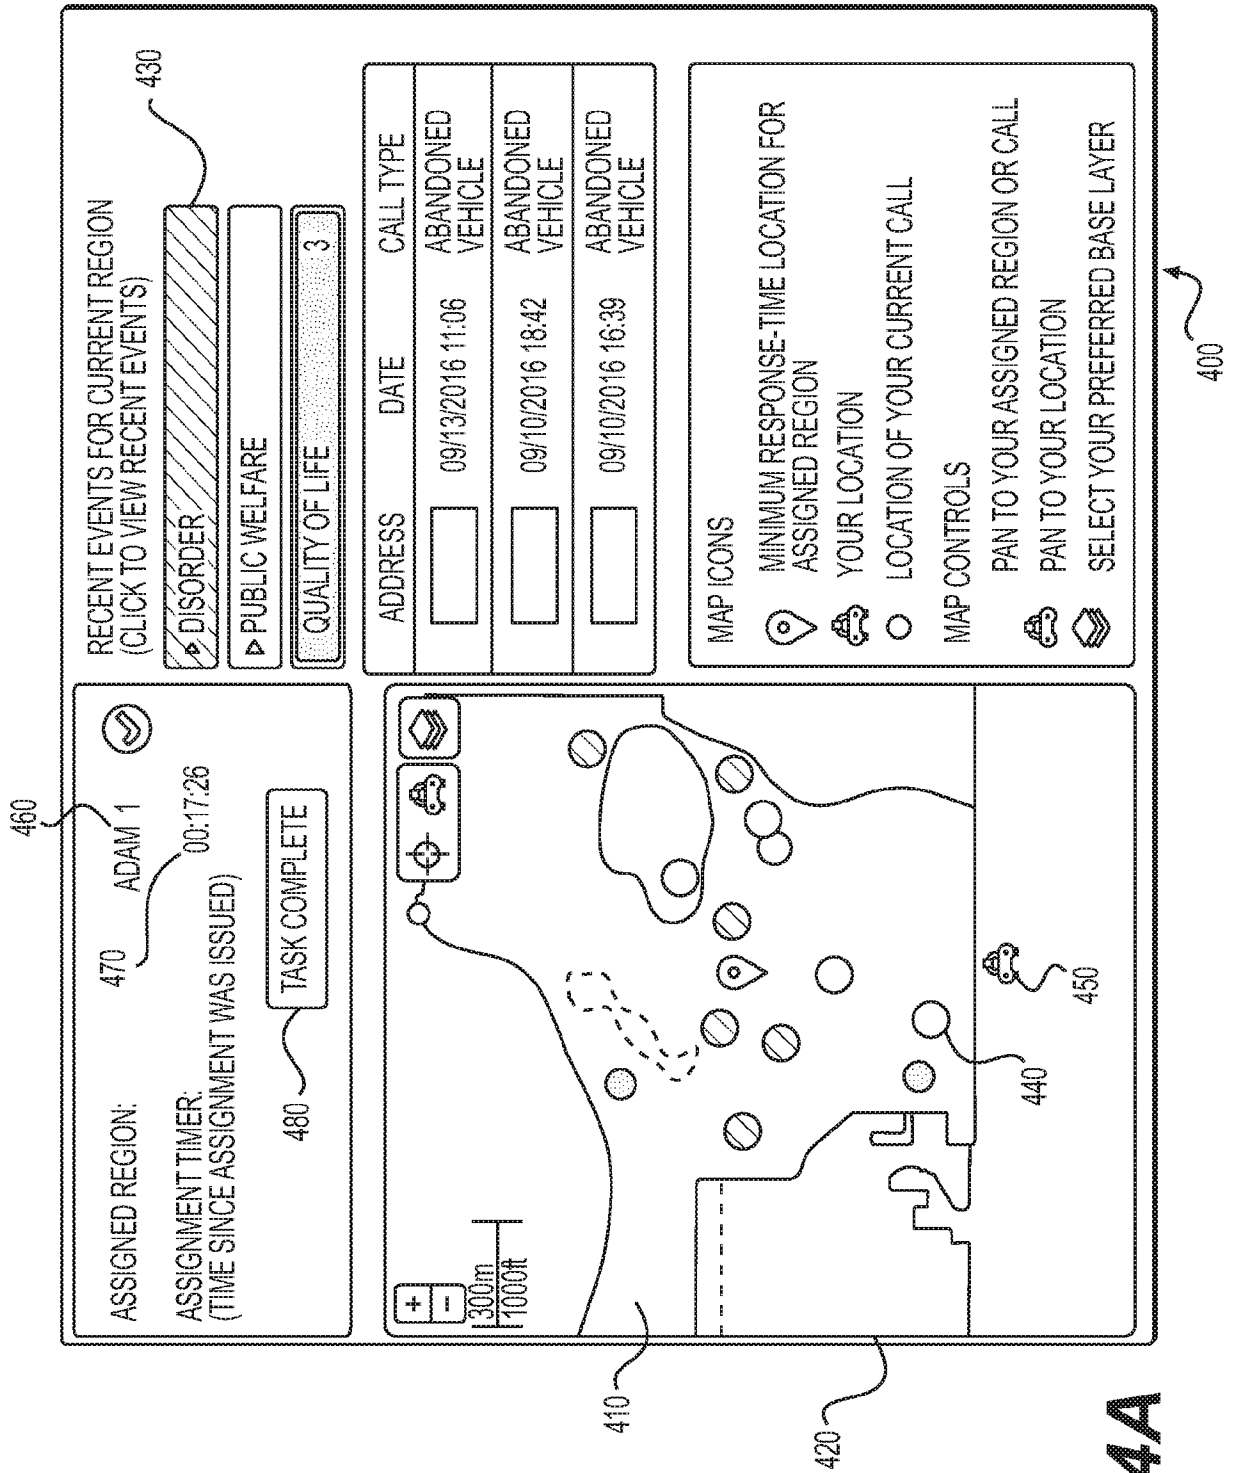 460
470
ASSIGNED REGION: ADAM 1
ASSIGNMENT TIMER: 00:17:26
(TIME SINCE ASSIGNMENT WAS ISSUED)
480
TASK COMPLETE
RECENT EVENTS FOR CURRENT REGION
(CLICK TO VIEW RECENT EVENTS)
430
DISORDER
PUBLIC WELFARE
QUALITY OF LIFE 3
ADDRESS DATE CALL TYPE
09/13/2016 11:06 ABANDONED
VEHICLE
09/10/2016 18:42 ABANDONED
VEHICLE
09/10/2016 16:39 ABANDONED
VEHICLE
+
−
300m
1000ft
410
420
440
450
MAP ICONS
MINIMUM RESPONSE-TIME LOCATION FOR
ASSIGNED REGION
YOUR LOCATION
LOCATION OF YOUR CURRENT CALL
MAP CONTROLS
PAN TO YOUR ASSIGNED REGION OR CALL
PAN TO YOUR LOCATION
SELECT YOUR PREFERRED BASE LAYER
400
4A